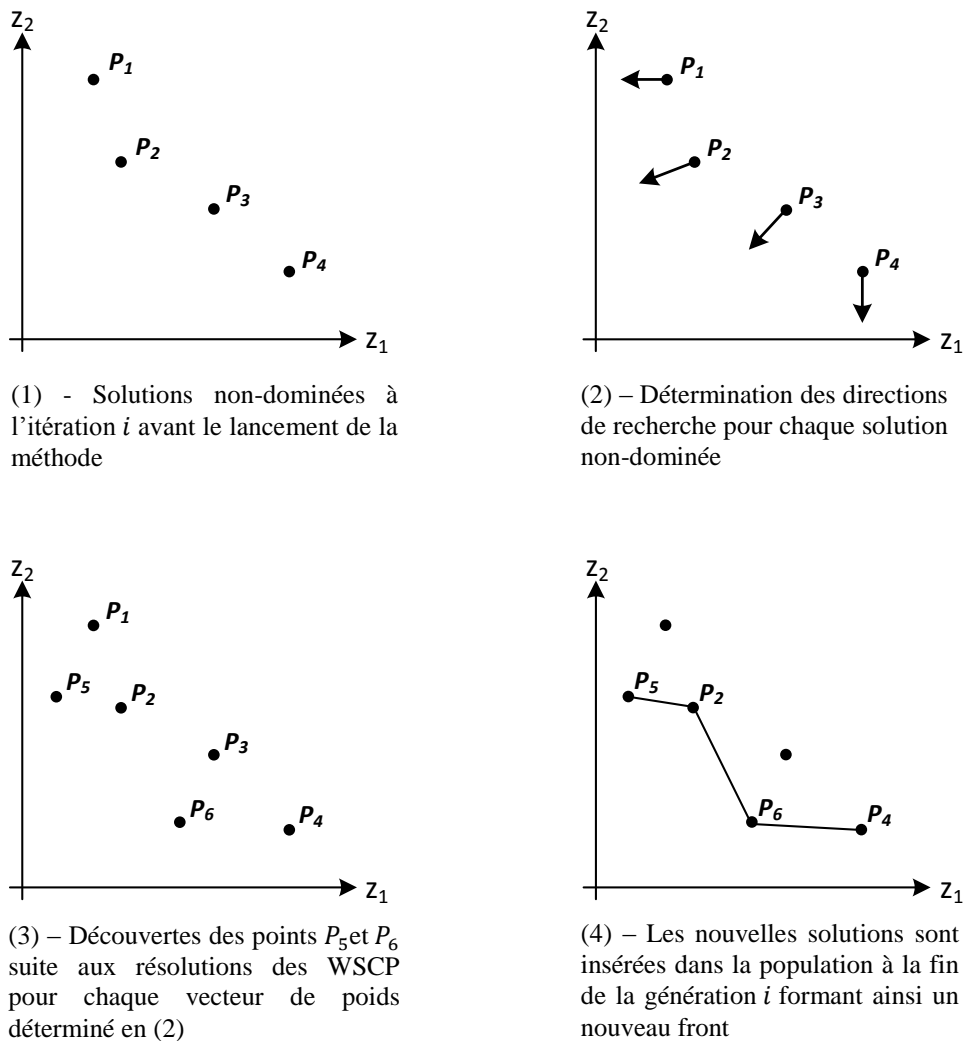 Z2
P1
P2
P3
P4
Z1
(1) - Solutions non-dominées à
l'itération i avant le lancement de la
méthode
Z2
P1
P2
P3
P4
Z1
(2) – Détermination des directions
de recherche pour chaque solution
non-dominée
Z2
P1
P5
P2
P3
P6
P4
Z1
(3) – Découvertes des points P5et P6
suite aux résolutions des WSCP
pour chaque vecteur de poids
déterminé en (2)
Z2
P5
P2
P6
P4
Z1
(4) – Les nouvelles solutions sont
insérées dans la population à la fin
de la génération i formant ainsi un
nouveau front